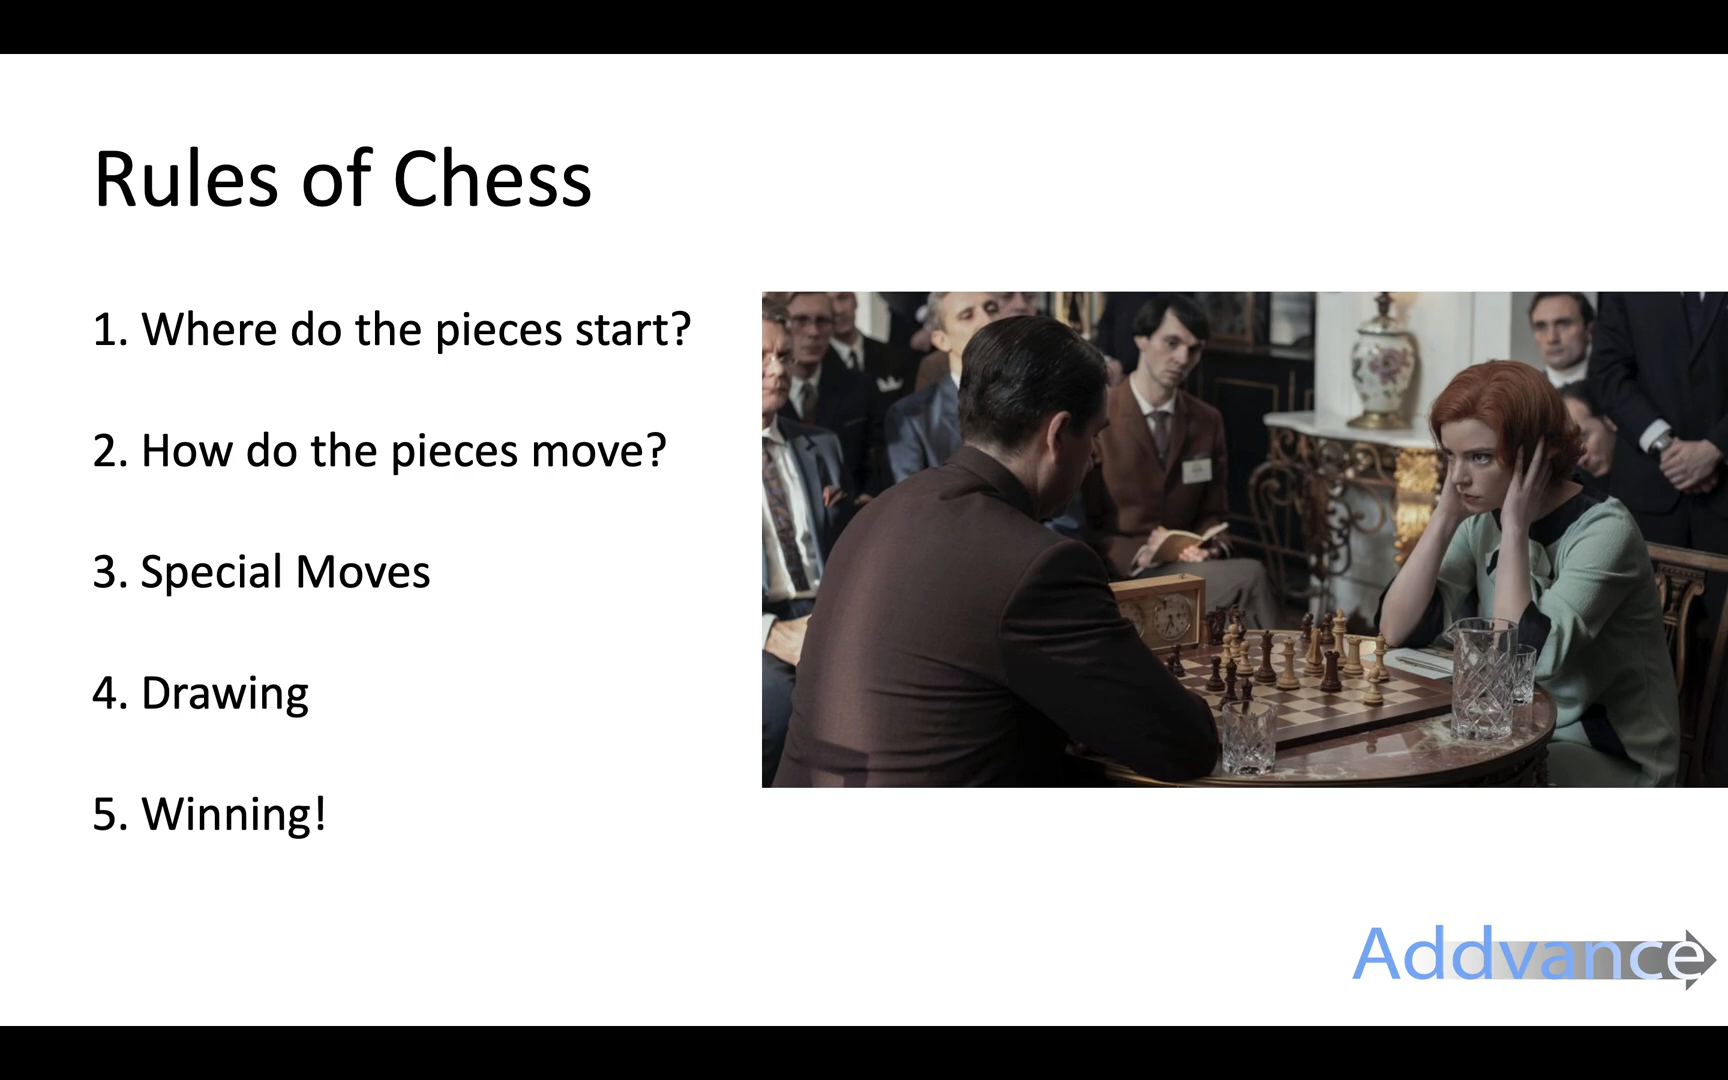 Rules of Chess
1. Where do the pieces start?
2. How do the pieces move?
3. Special Moves
4. Drawing
5. Winning!
Addvance